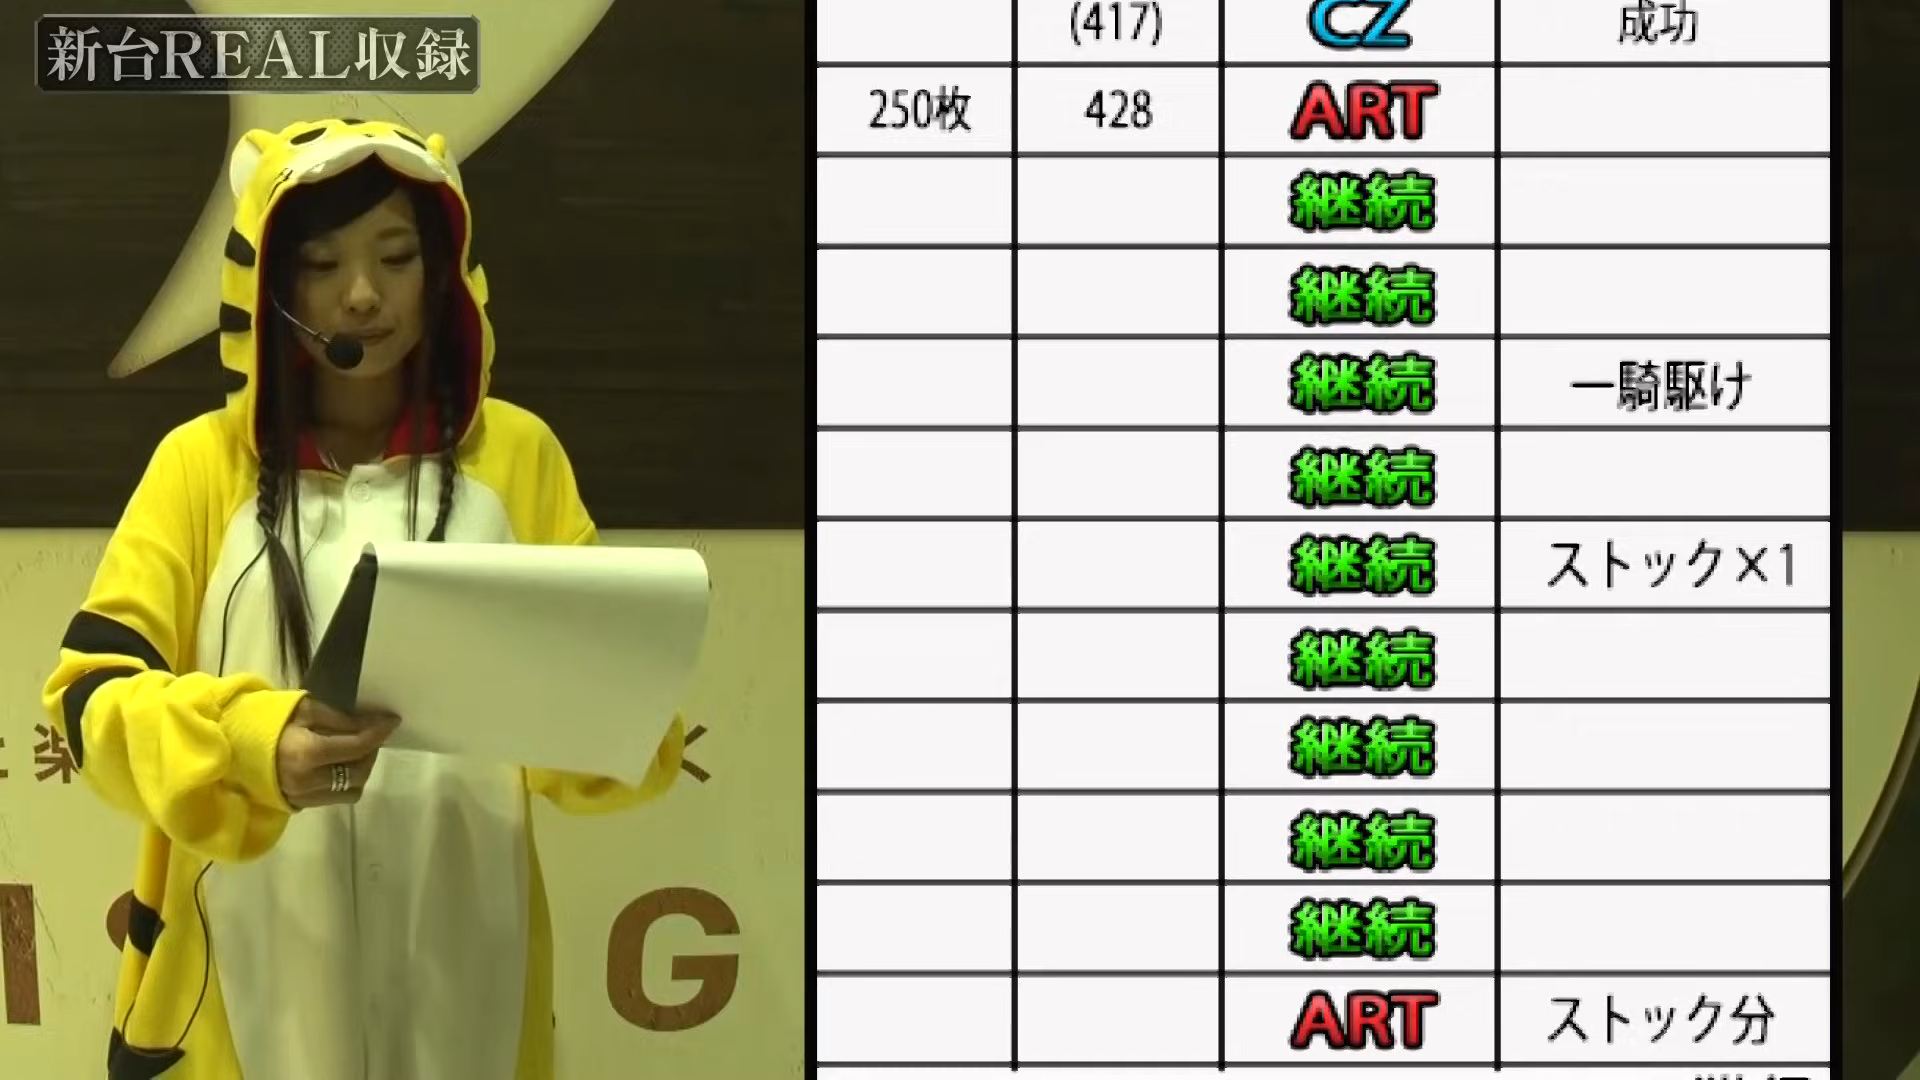 新台REAL収録
(417) CZ 成功
250枚 428 ART
継続
継続
継続 一騎駆け
継続
継続 ストック×1
継続
継続
継続
継続
ART ストック分
G